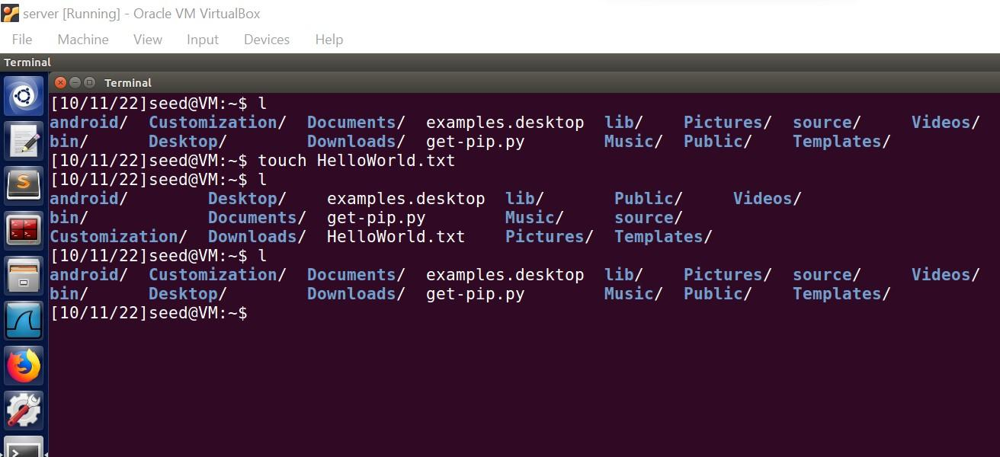 server [Running] - Oracle VM VirtualBox
File Machine View Input Devices Help
Terminal
Terminal
[10/11/22]seed@VM:~$ l
android/ Customization/ Documents/ examples.desktop lib/ Pictures/ source/ Videos/
bin/ Desktop/ Downloads/ get-pip.py Music/ Public/ Templates/
[10/11/22]seed@VM:~$ touch HelloWorld.txt
[10/11/22]seed@VM:~$ l
android/ Desktop/ examples.desktop lib/ Public/ Videos/
bin/ Documents/ get-pip.py Music/ source/
Customization/ Downloads/ HelloWorld.txt Pictures/ Templates/
[10/11/22]seed@VM:~$ l
android/ Customization/ Documents/ examples.desktop lib/ Pictures/ source/ Videos/
bin/ Desktop/ Downloads/ get-pip.py Music/ Public/ Templates/
[10/11/22]seed@VM:~$